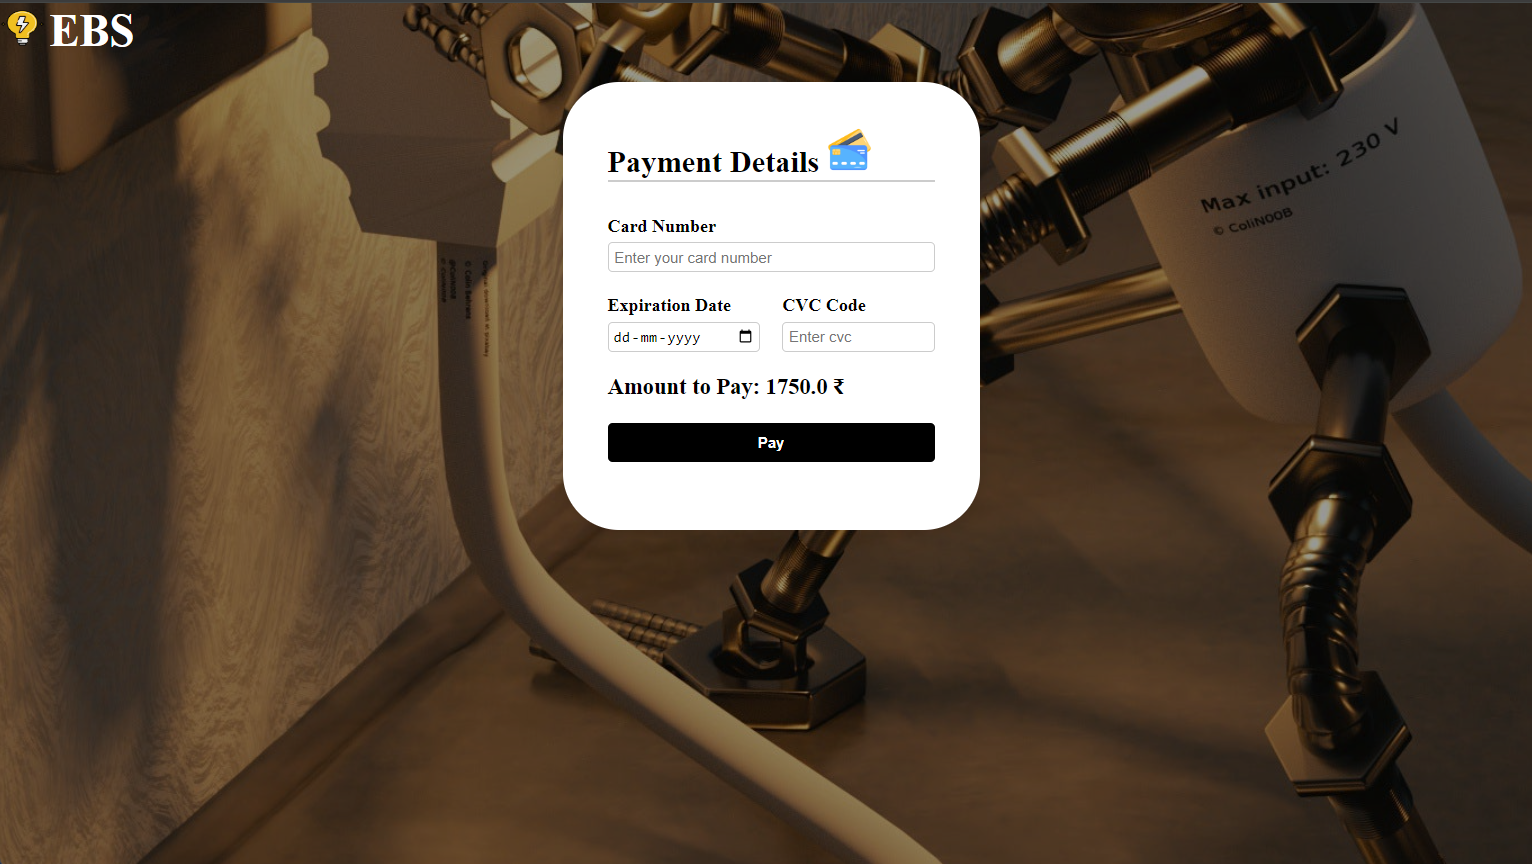 EBS
Payment Details
Card Number
Enter your card number
Expiration Date CVC Code
dd-mm-yyyy Enter cvc
Amount to Pay: 1750.0 ₹
Pay
Max input: 230 V
© ColiN00B